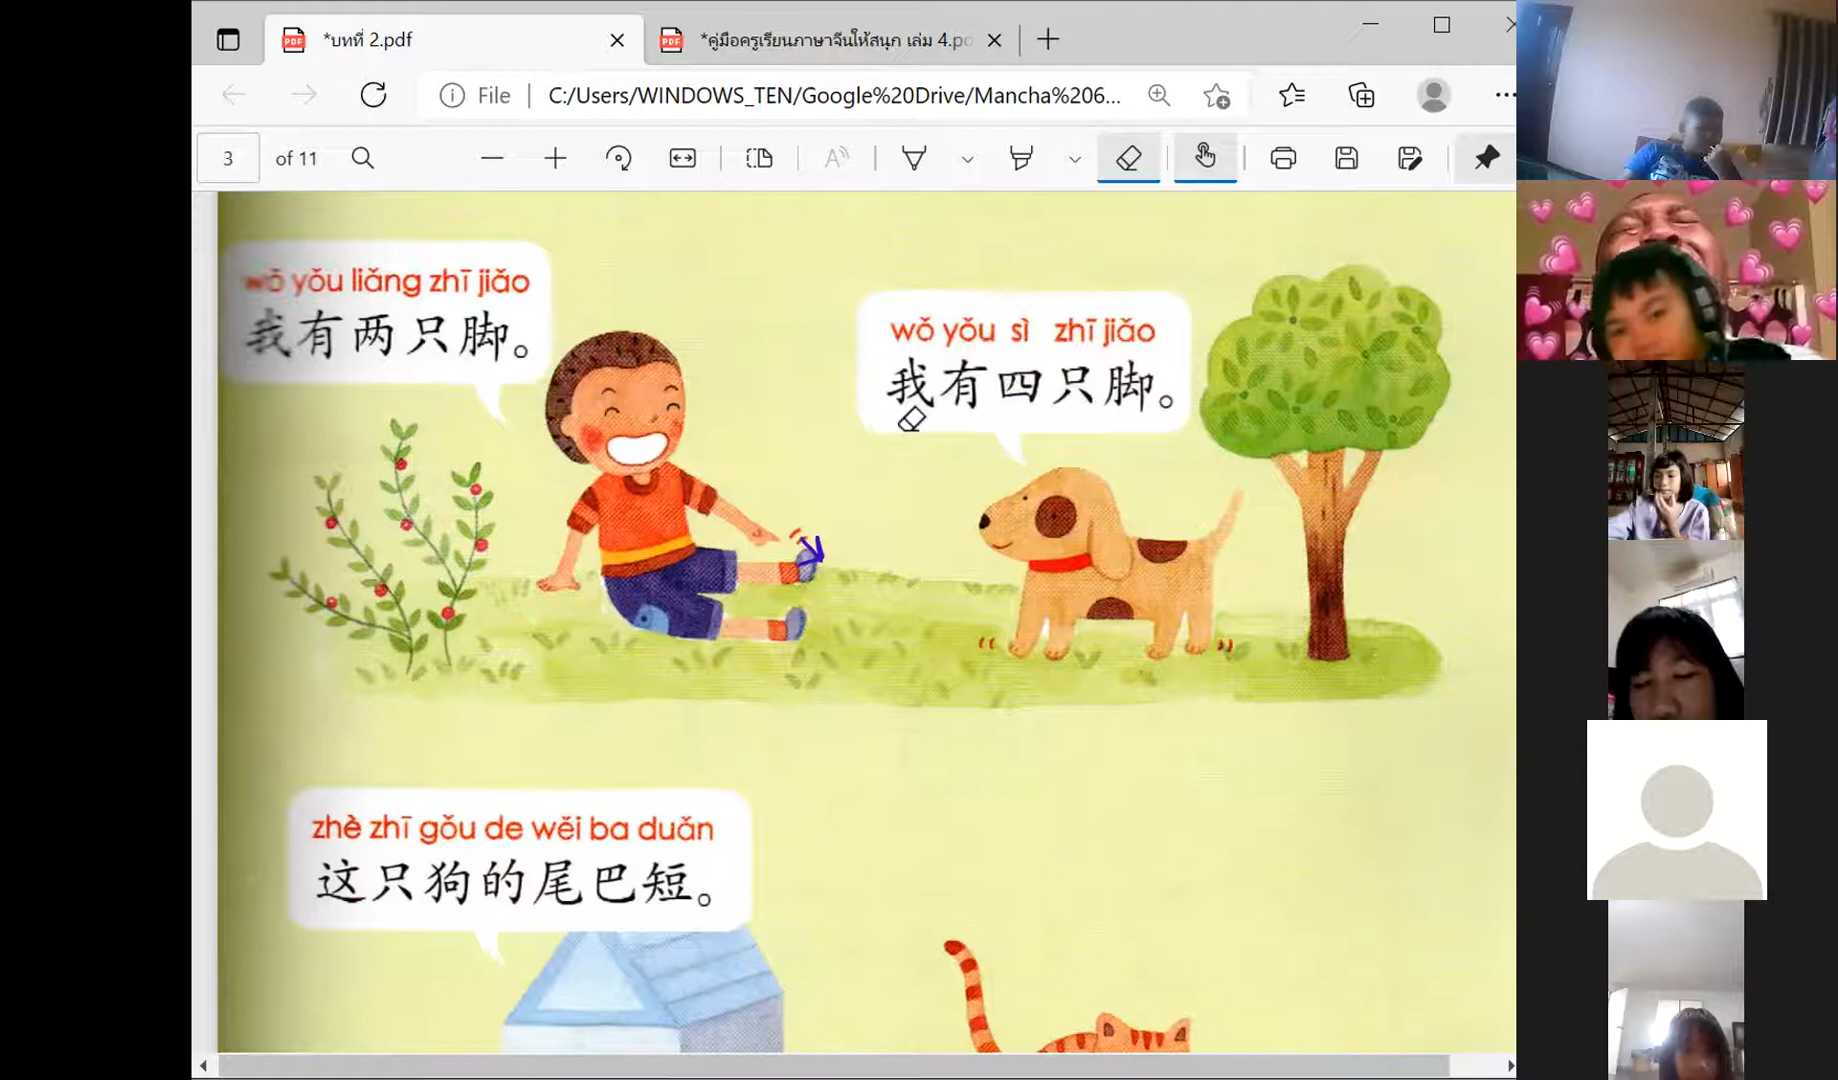 *บทที่ 2.pdf
*คู่มือครูเรียนภาษาจีนให้สนุก เล่ม 4.pd
File
C:/Users/WINDOWS_TEN/Google%20Drive/Mancha%206...
3 of 11
wǒ yǒu liǎng zhī jiǎo
我有两只脚。
wǒ yǒu sì zhī jiǎo
我有四只脚。
zhè zhī gǒu de wěi ba duǎn
这只狗的尾巴短。